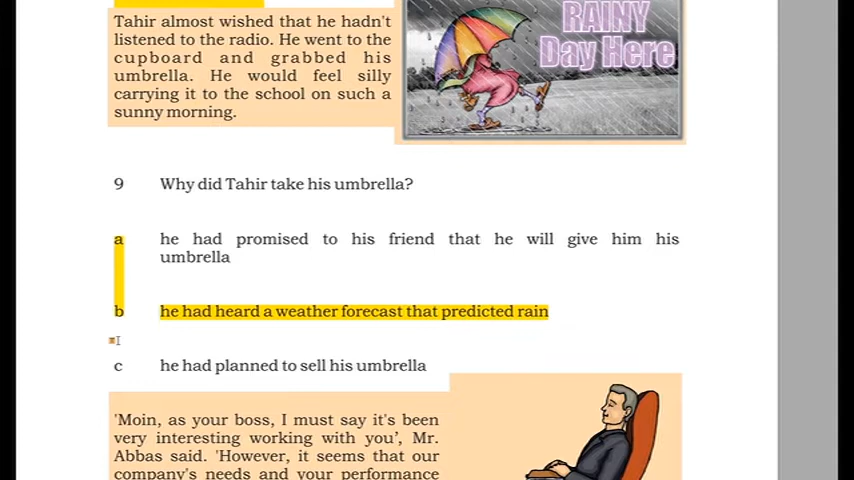 Tahir almost wished that he hadn't
listened to the radio. He went to the
cupboard and grabbed his
umbrella. He would feel silly
carrying it to the school on such a
sunny morning.
RAINY
Day Here
9 Why did Tahir take his umbrella?
a he had promised to his friend that he will give him his
umbrella
b he had heard a weather forecast that predicted rain
c he had planned to sell his umbrella
'Moin, as your boss, I must say it's been
very interesting working with you', Mr.
Abbas said. 'However, it seems that our
company's needs and your performance